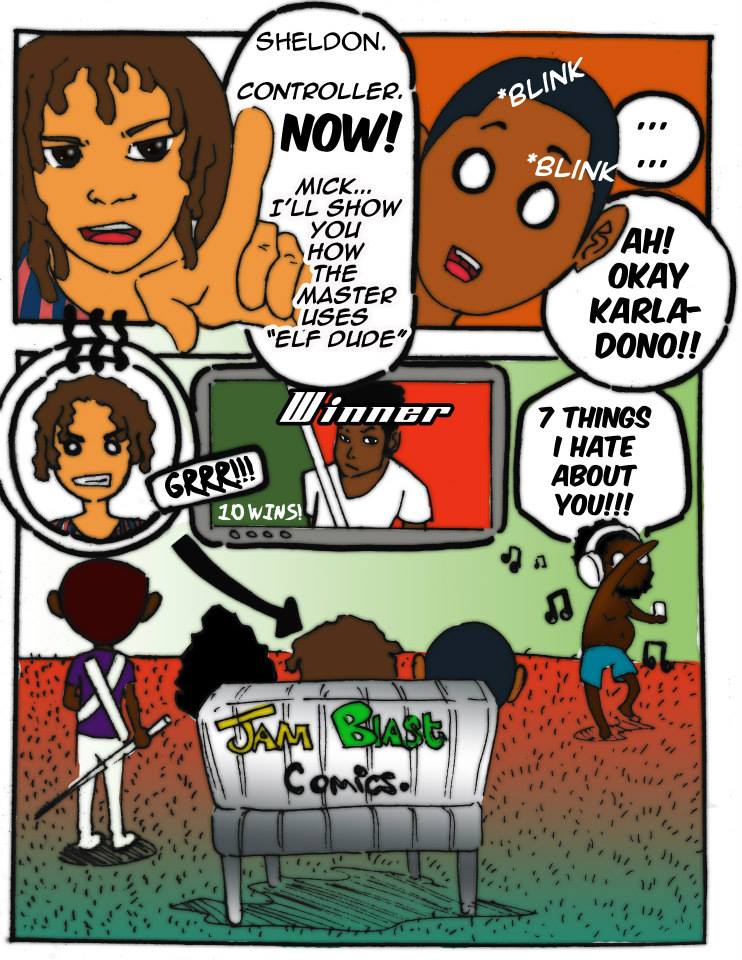 SHELDON.
CONTROLLER.
NOW!
MICK...
I'LL SHOW
YOU
HOW
THE
MASTER
USES
"ELF DUDE"
*BLINK
*BLINK
...
...
AH!
OKAY
KARLA-
DONO!!
GRRR!!!
Winner
10 WINS!
7 THINGS
I HATE
ABOUT
YOU!!!
JAM BLAST
COMICS.